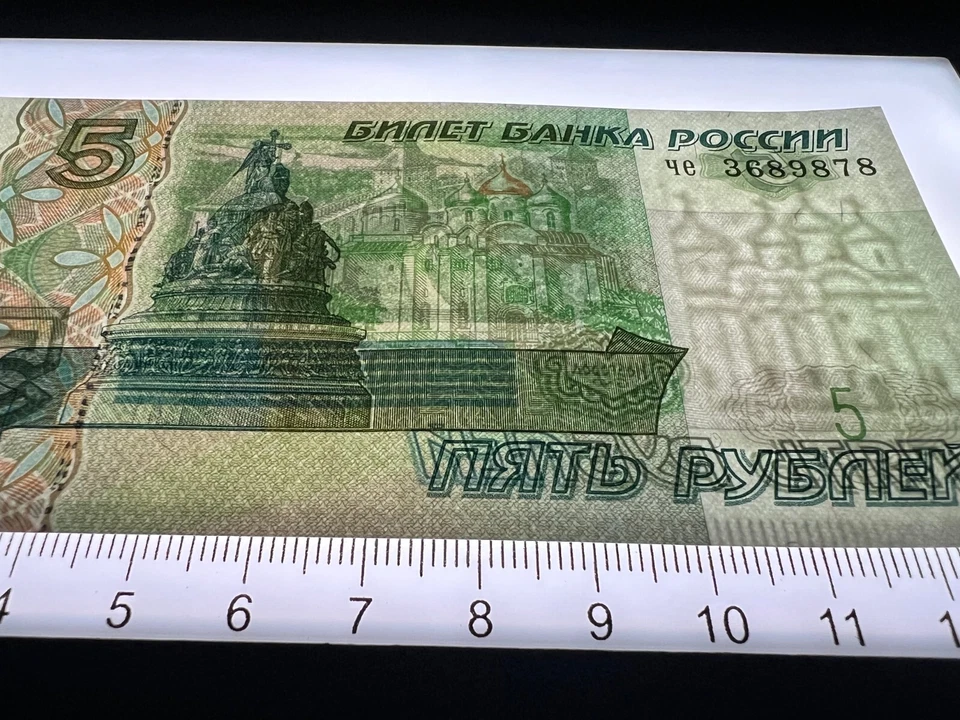 5
БИЛЕТ БАНКА РОССИИ
че 3689878
5
ПЯТЬ РУБЛЕЙ
4 5 6 7 8 9 10 11